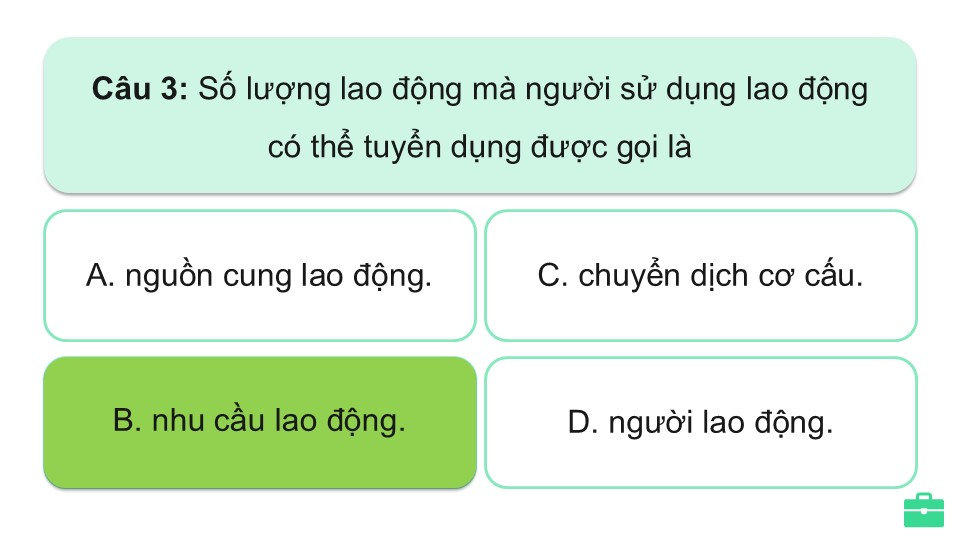 Câu 3: Số lượng lao động mà người sử dụng lao động
có thể tuyển dụng được gọi là
A. nguồn cung lao động.
C. chuyển dịch cơ cấu.
B. nhu cầu lao động.
D. người lao động.